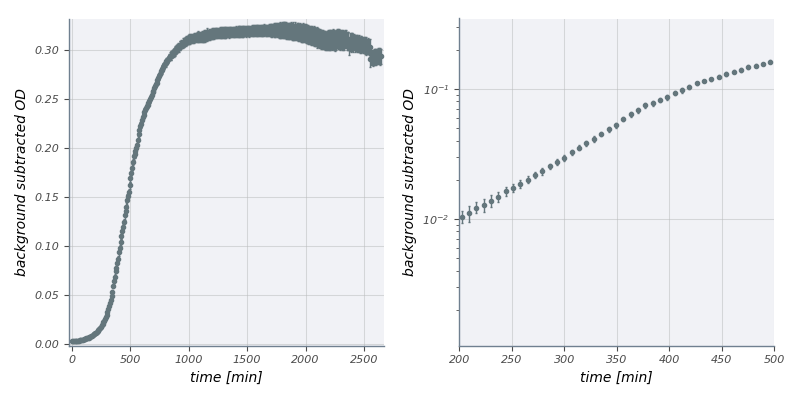 0.30
0.25
0.20
0.15
0.10
0.05
0.00
background subtracted OD
0 500 1000 1500 2000 2500
time [min]
10⁻¹
10⁻²
background subtracted OD
200 250 300 350 400 450 500
time [min]